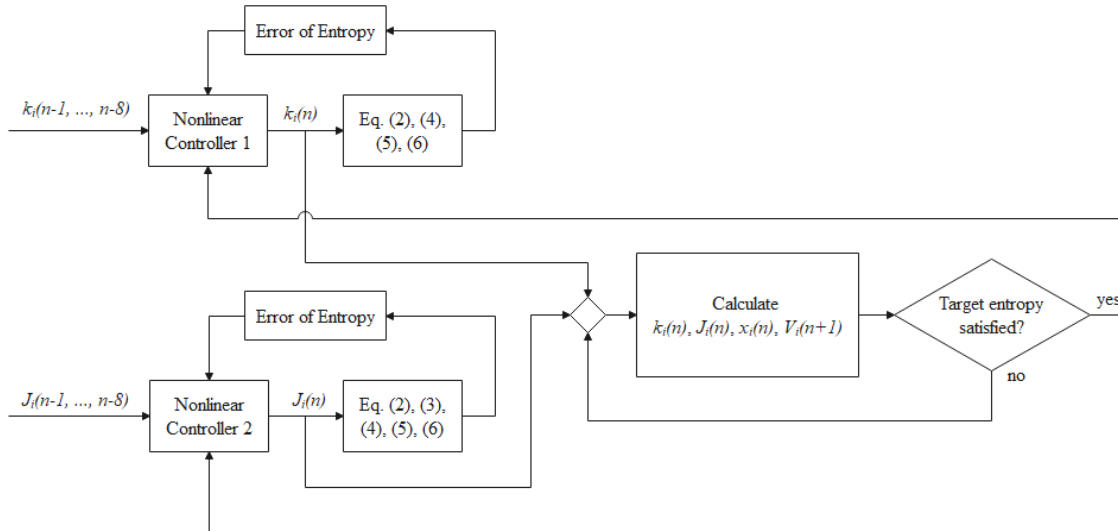 Error of Entropy
k_i(n-1, ..., n-8)
Nonlinear
Controller 1
k_i(n)
Eq. (2), (4),
(5), (6)
Error of Entropy
J_i(n-1, ..., n-8)
Nonlinear
Controller 2
J_i(n)
Eq. (2), (3),
(4), (5), (6)
Calculate
k_i(n), J_i(n), x_i(n), V_i(n+1)
Target entropy
satisfied?
yes
no